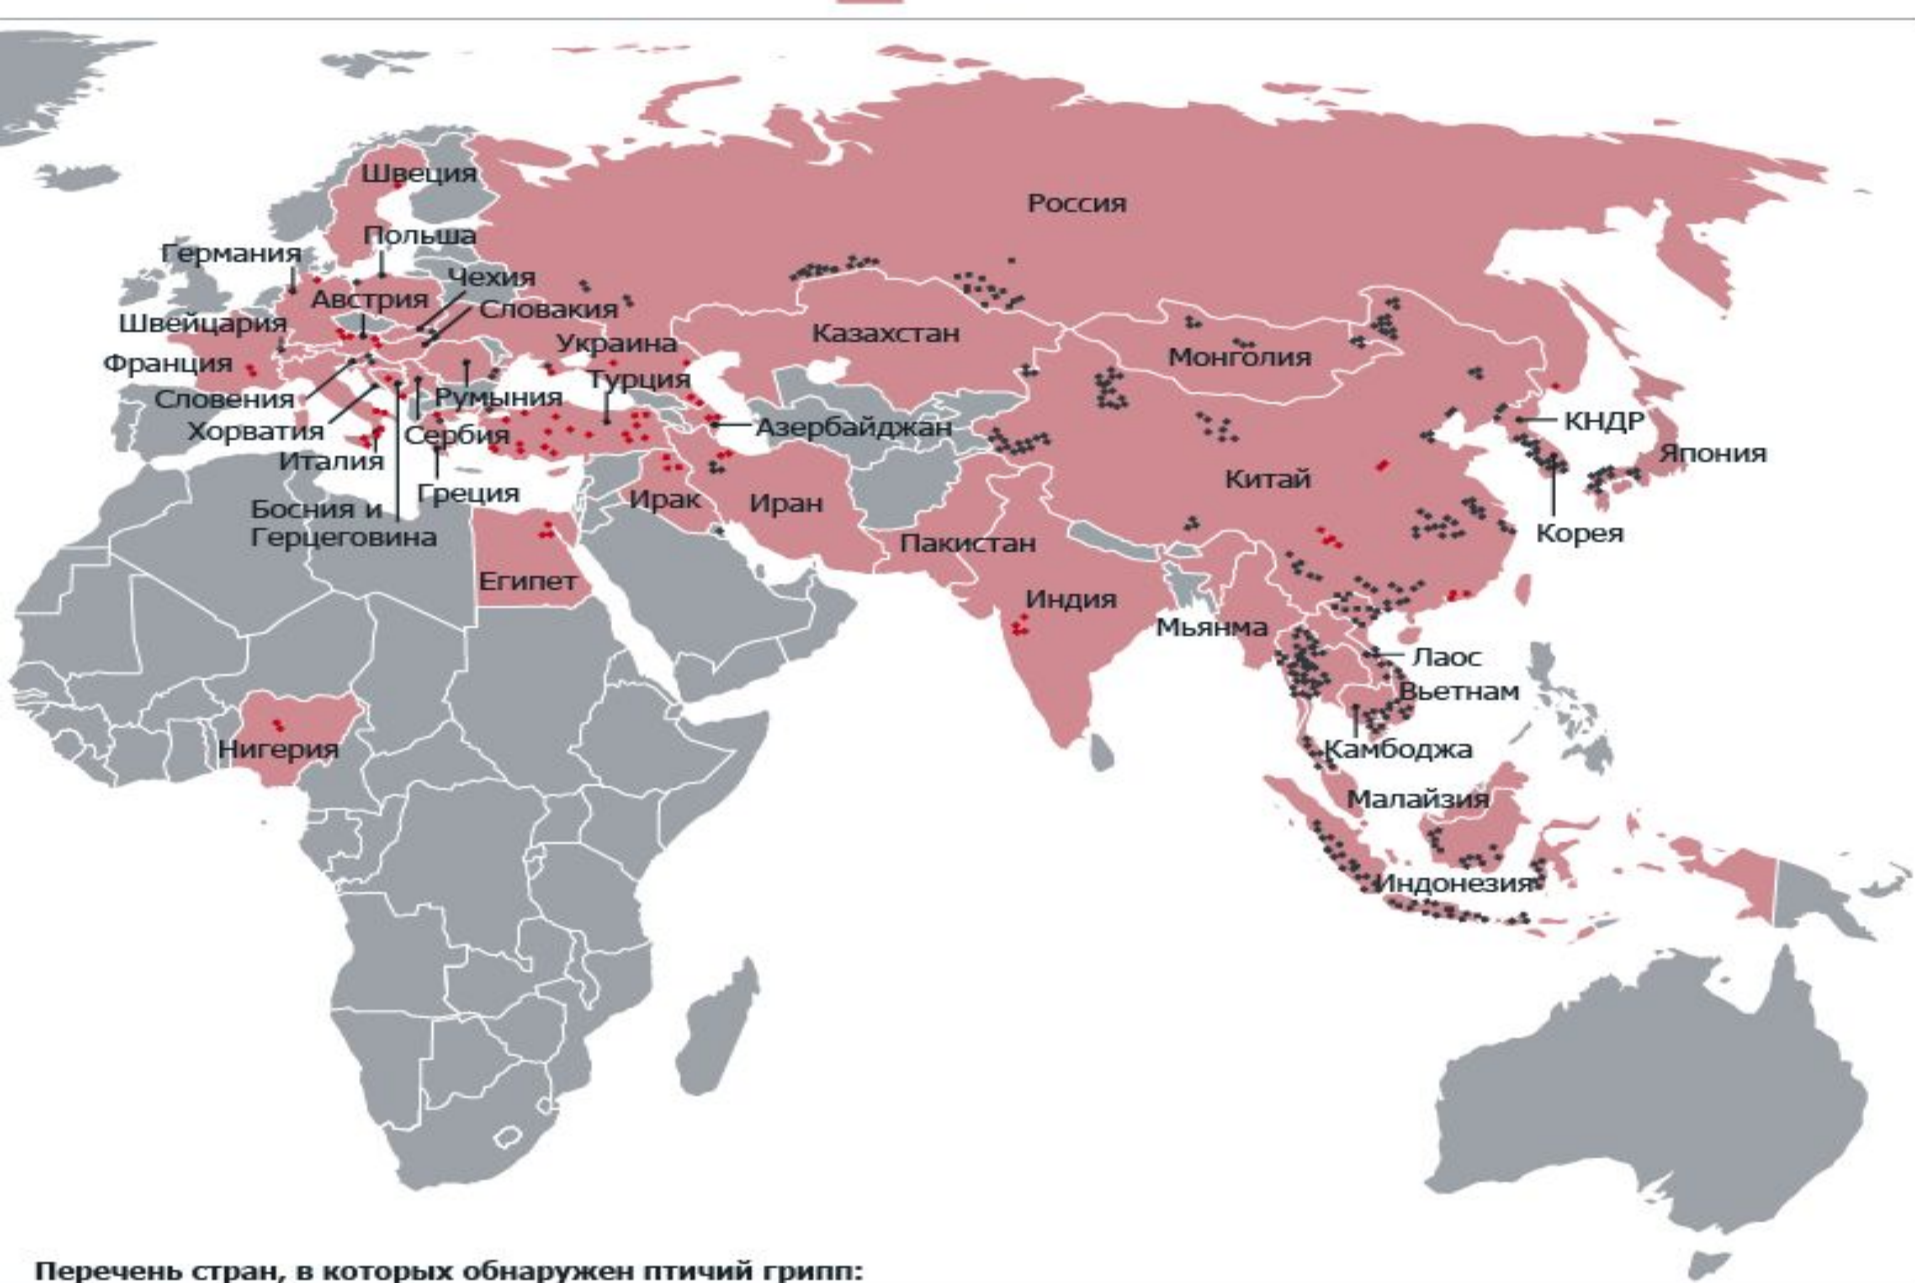 Швеция
Россия
Польша
Германия
Чехия
Австрия
Словакия
Швейцария
Украина
Казахстан
Монголия
Франция
Турция
Словения
Румыния
КНДР
Хорватия
Сербия
Азербайджан
Япония
Италия
Китай
Греция
Ирак
Иран
Босния и
Герцеговина
Корея
Пакистан
Египет
Индия
Мьянма
Лаос
Вьетнам
Нигерия
Камбоджа
Малайзия
Индонезия
Перечень стран, в которых обнаружен птичий грипп: